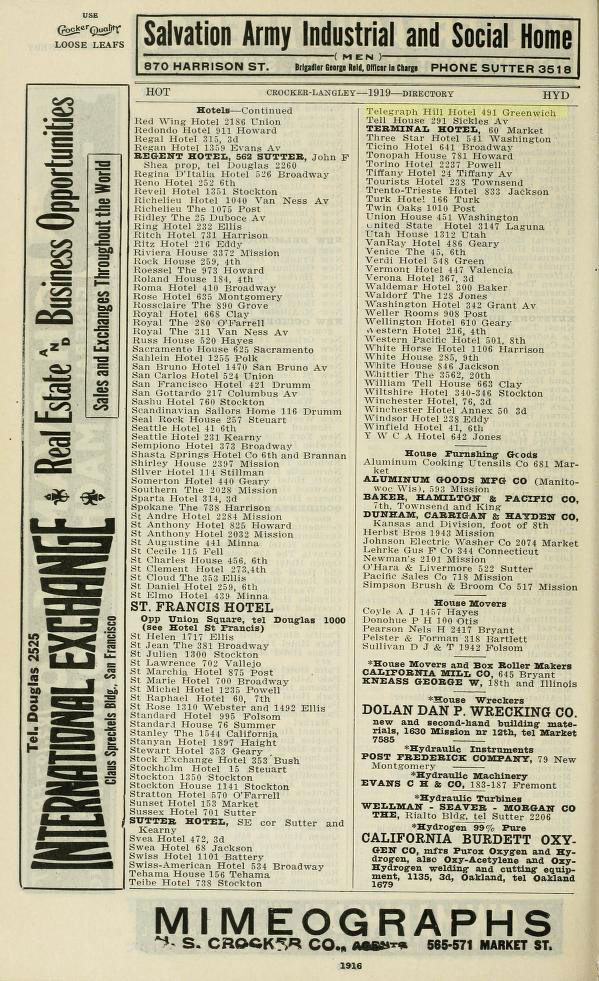 USE
Crocker Quality
LOOSE LEAFS
Salvation Army Industrial and Social Home
(MEN)
870 HARRISON ST. Brigadier George Reid, Officer in Charge PHONE SUTTER 3518
HOT CROCKER-LANGLEY—1919—DIRECTORY HYD
Tel. Douglas 2525
INTERNATIONAL EXCHANGE
Claus Spreckels Bldg., San Francisco
Real Estate AND Business Opportunities
Sales and Exchanges Throughout the World
Hotels—Continued
Red Wing Hotel 2186 Union
Redondo Hotel 911 Howard
Regal Hotel 315, 3d
Regan Hotel 1359 Evans Av
REGENT HOTEL, 562 SUTTER, John F
Shea prop, tel Douglas 2260
Regina D'Italia Hotel 526 Broadway
Reno Hotel 252 6th
Reveil Hotel 1351 Stockton
Richelieu Hotel 1040 Van Ness Av
Richelieu The 1075 Post
Ridley The 25 Duboce Av
Ring Hotel 232 Ellis
Ritch Hotel 731 Harrison
Ritz Hotel 216 Eddy
Riviera House 3372 Mission
Rock House 259, 4th
Roessel The 973 Howard
Roland House 184, 4th
Roma Hotel 410 Broadway
Rose Hotel 635 Montgomery
Rossclaire The 890 Grove
Royal Hotel 668 Clay
Royal The 280 O'Farrell
Royal The 311 Van Ness Av
Russ House 520 Hayes
Sacramento House 625 Sacramento
Sahlein Hotel 1255 Polk
San Bruno Hotel 1470 San Bruno Av
San Carlos Hotel 524 Union
San Francisco Hotel 421 Drumm
San Gottardo 217 Columbus Av
Sashu Hotel 760 Stockton
Scandinavian Sailors Home 116 Drumm
Seal Rock House 257 Steuart
Seattle Hotel 41 6th
Seattle Hotel 231 Kearny
Sempione Hotel 373 Broadway
Shasta Springs Hotel Co 6th and Brannan
Shirley House 2397 Mission
Silver Hotel 114 Stillman
Somerton Hotel 440 Geary
Southern The 2028 Mission
Sparta Hotel 314, 3d
Spokane The 738 Harrison
St Andre Hotel 2284 Mission
St Anthony Hotel 825 Howard
St Anthony Hotel 2032 Mission
St Augustine 441 Minna
St Cecile 115 Fell
St Charles House 456, 6th
St Clement Hotel 273,4th
St Cloud The 353 Ellis
St Daniel Hotel 259, 6th
St Elmo Hotel 439 Minna
ST. FRANCIS HOTEL
Opp Union Square, tel Douglas 1000
(see Hotel St Francis)
St Helen 1717 Ellis
St Jean The 381 Broadway
St Julien 1300 Stockton
St Lawrence 702 Vallejo
St Marchia Hotel 875 Post
St Marie Hotel 700 Broadway
St Michel Hotel 1235 Powell
St Raphael Hotel 60, 7th
St Rose 1310 Webster and 1492 Ellis
Standard Hotel 995 Folsom
Standard House 76 Summer
Stanley The 1544 California
Stanyan Hotel 1897 Haight
Stewart Hotel 353 Geary
Stock Exchange Hotel 353 Bush
Stockholm Hotel 15 Steuart
Stockton 1350 Stockton
Stockton House 1141 Stockton
Stratton Hotel 570 O'Farrell
Sunset Hotel 153 Market
Sussex Hotel 701 Sutter
SUTTER HOTEL, SE cor Sutter and
Kearny
Svea Hotel 472, 3d
Swea Hotel 68 Jackson
Swiss Hotel 1101 Battery
Swiss-American Hotel 534 Broadway
Tehama House 156 Tehama
Teibe Hotel 738 Stockton
Telegraph Hill Hotel 491 Greenwich
Tell House 291 Sickles Av
TERMINAL HOTEL, 60 Market
Three Star Hotel 541 Washington
Ticino Hotel 641 Broadway
Tonopah House 781 Howard
Torino Hotel 2237 Powell
Tiffany Hotel 24 Tiffany Av
Tourists Hotel 238 Townsend
Trento-Trieste Hotel 833 Jackson
Turk Hotel 166 Turk
Twin Oaks 1010 Post
Union House 451 Washington
United State Hotel 3147 Laguna
Utah House 1312 Utah
VanRay Hotel 486 Geary
Venice The 45, 6th
Verdi Hotel 548 Green
Vermont Hotel 447 Valencia
Verona Hotel 367, 3d
Waldemar Hotel 300 Baker
Waldorf The 128 Jones
Washington Hotel 342 Grant Av
Weller Rooms 908 Post
Wellington Hotel 610 Geary
Western Hotel 216, 4th
Western Pacific Hotel 501, 8th
White Horse Hotel 1106 Harrison
White House 285, 9th
White House 846 Jackson
Whittier The 3562, 20th
William Tell House 663 Clay
Wiltshire Hotel 340-346 Stockton
Winchester Hotel, 76, 3d
Winchester Hotel Annex 50 3d
Windsor Hotel 238 Eddy
Winfield Hotel 41, 6th
Y W C A Hotel 642 Jones
House Furnishing Goods
Aluminum Cooking Utensils Co 681 Mar-
ket
ALUMINUM GOODS MFG CO (Manito-
woc Wis), 593 Mission
BAKER, HAMILTON & PACIFIC CO,
7th, Townsend and King
DUNHAM, CARRIGAN & HAYDEN CO,
Kansas and Division, foot of 8th
Herbst Bros 1943 Mission
Johnson Electric Washer Co 2074 Market
Lehrke Gus F Co 344 Connecticut
Newman's 2101 Mission
O'Hara & Livermore 522 Sutter
Pacific Sales Co 718 Mission
Simpson Brush & Broom Co 517 Mission
House Movers
Coyle A J 1457 Hayes
Donohue P H 100 Otis
Pearson Nels H 2417 Bryant
Pelster & Forman 318 Bartlett
Sullivan D J & T 1942 Folsom
*House Movers and Box Roller Makers
CALIFORNIA MILL CO, 645 Bryant
KNEASS GEORGE W, 18th and Illinois
*House Wreckers
DOLAN DAN P. WRECKING CO.
new and second-hand building mate-
rials, 1630 Mission nr 12th, tel Market
7585
*Hydraulic Instruments
POST FREDERICK COMPANY, 79 New
Montgomery
*Hydraulic Machinery
EVANS C H & CO, 183-187 Fremont
*Hydraulic Turbines
WELLMAN - SEAVER - MORGAN CO
THE, Rialto Bldg, tel Sutter 2206
*Hydrogen 99% Pure
CALIFORNIA BURDETT OXY-
GEN CO, mfrs Purox Oxygen and Hy-
drogen, also Oxy-Acetylene and Oxy-
Hydrogen welding and cutting equip-
ment, 1135, 3d, Oakland, tel Oakland
1679
MIMEOGRAPHS
H. S. CROCKER CO., AGENTS 565-571 MARKET ST.
1916